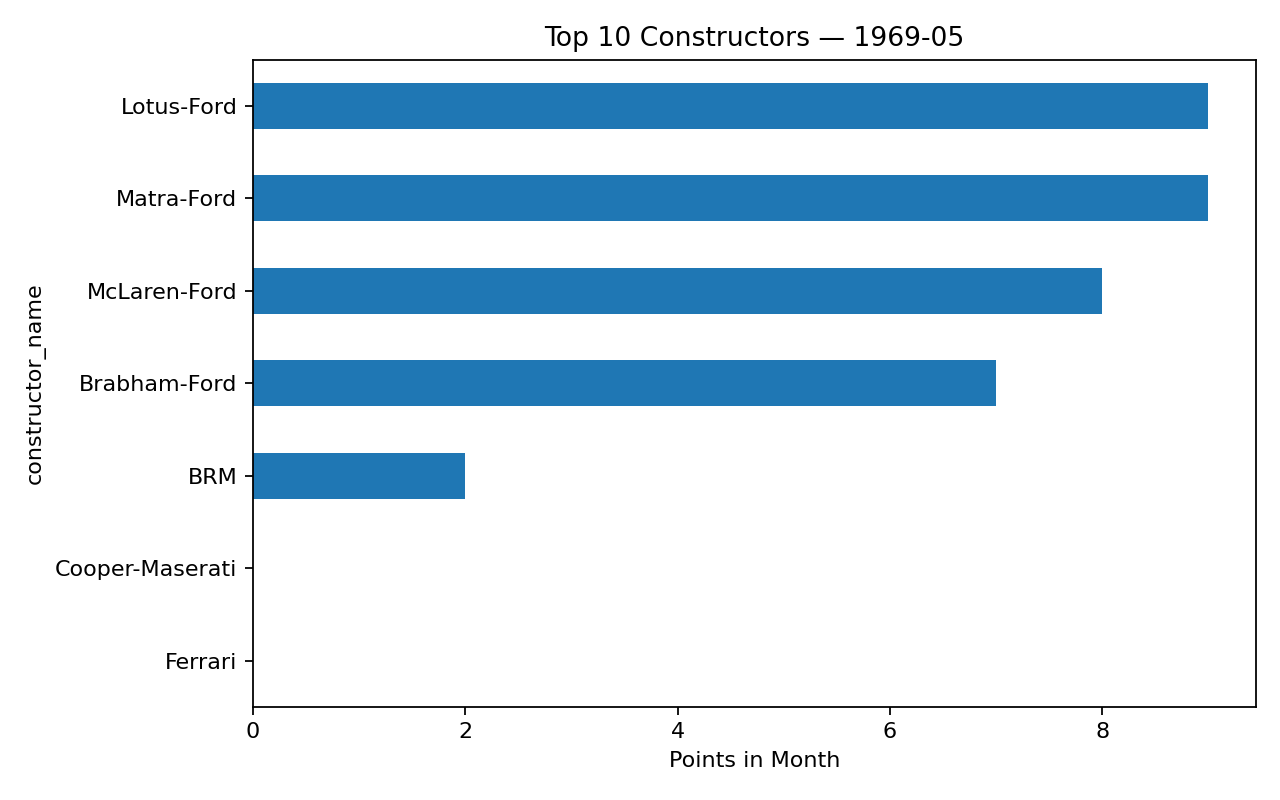 Top 10 Constructors — 1969-05
constructor_name
Lotus-Ford
Matra-Ford
McLaren-Ford
Brabham-Ford
BRM
Cooper-Maserati
Ferrari
0 2 4 6 8
Points in Month